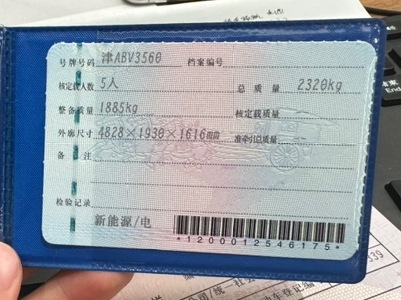 号牌号码 津ABV3560 档案编号
核定载人数 5人 总质量 2320kg
整备质量 1885kg 核定载质量
外廓尺寸 4828×1930×1616mm 准牵引总质量
备注
检验记录
新能源/电
*1200012546175*
End